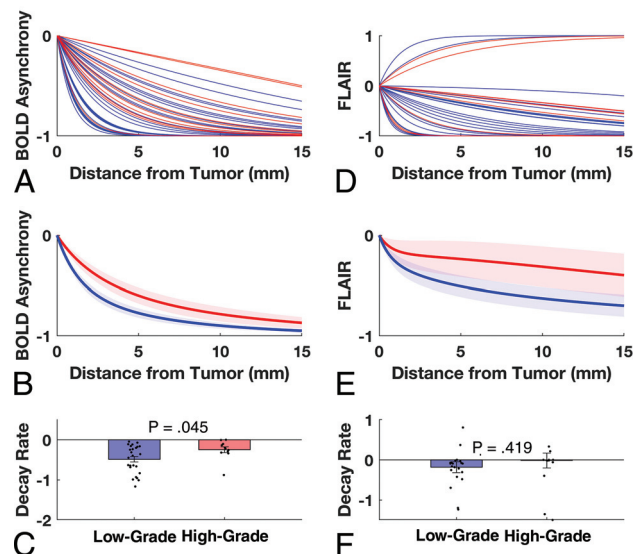 0
BOLD Asynchrony
-1
0 5 10 15
A
Distance from Tumor (mm)
1
FLAIR
0
-1
0 5 10 15
D
Distance from Tumor (mm)
0
BOLD Asynchrony
-1
0 5 10 15
B
Distance from Tumor (mm)
0
FLAIR
-1
0 5 10 15
E
Distance from Tumor (mm)
P = .045
0
Decay Rate
-1
-2
Low-Grade High-Grade
C
1
P = .419
0
Decay Rate
-1
Low-Grade High-Grade
F